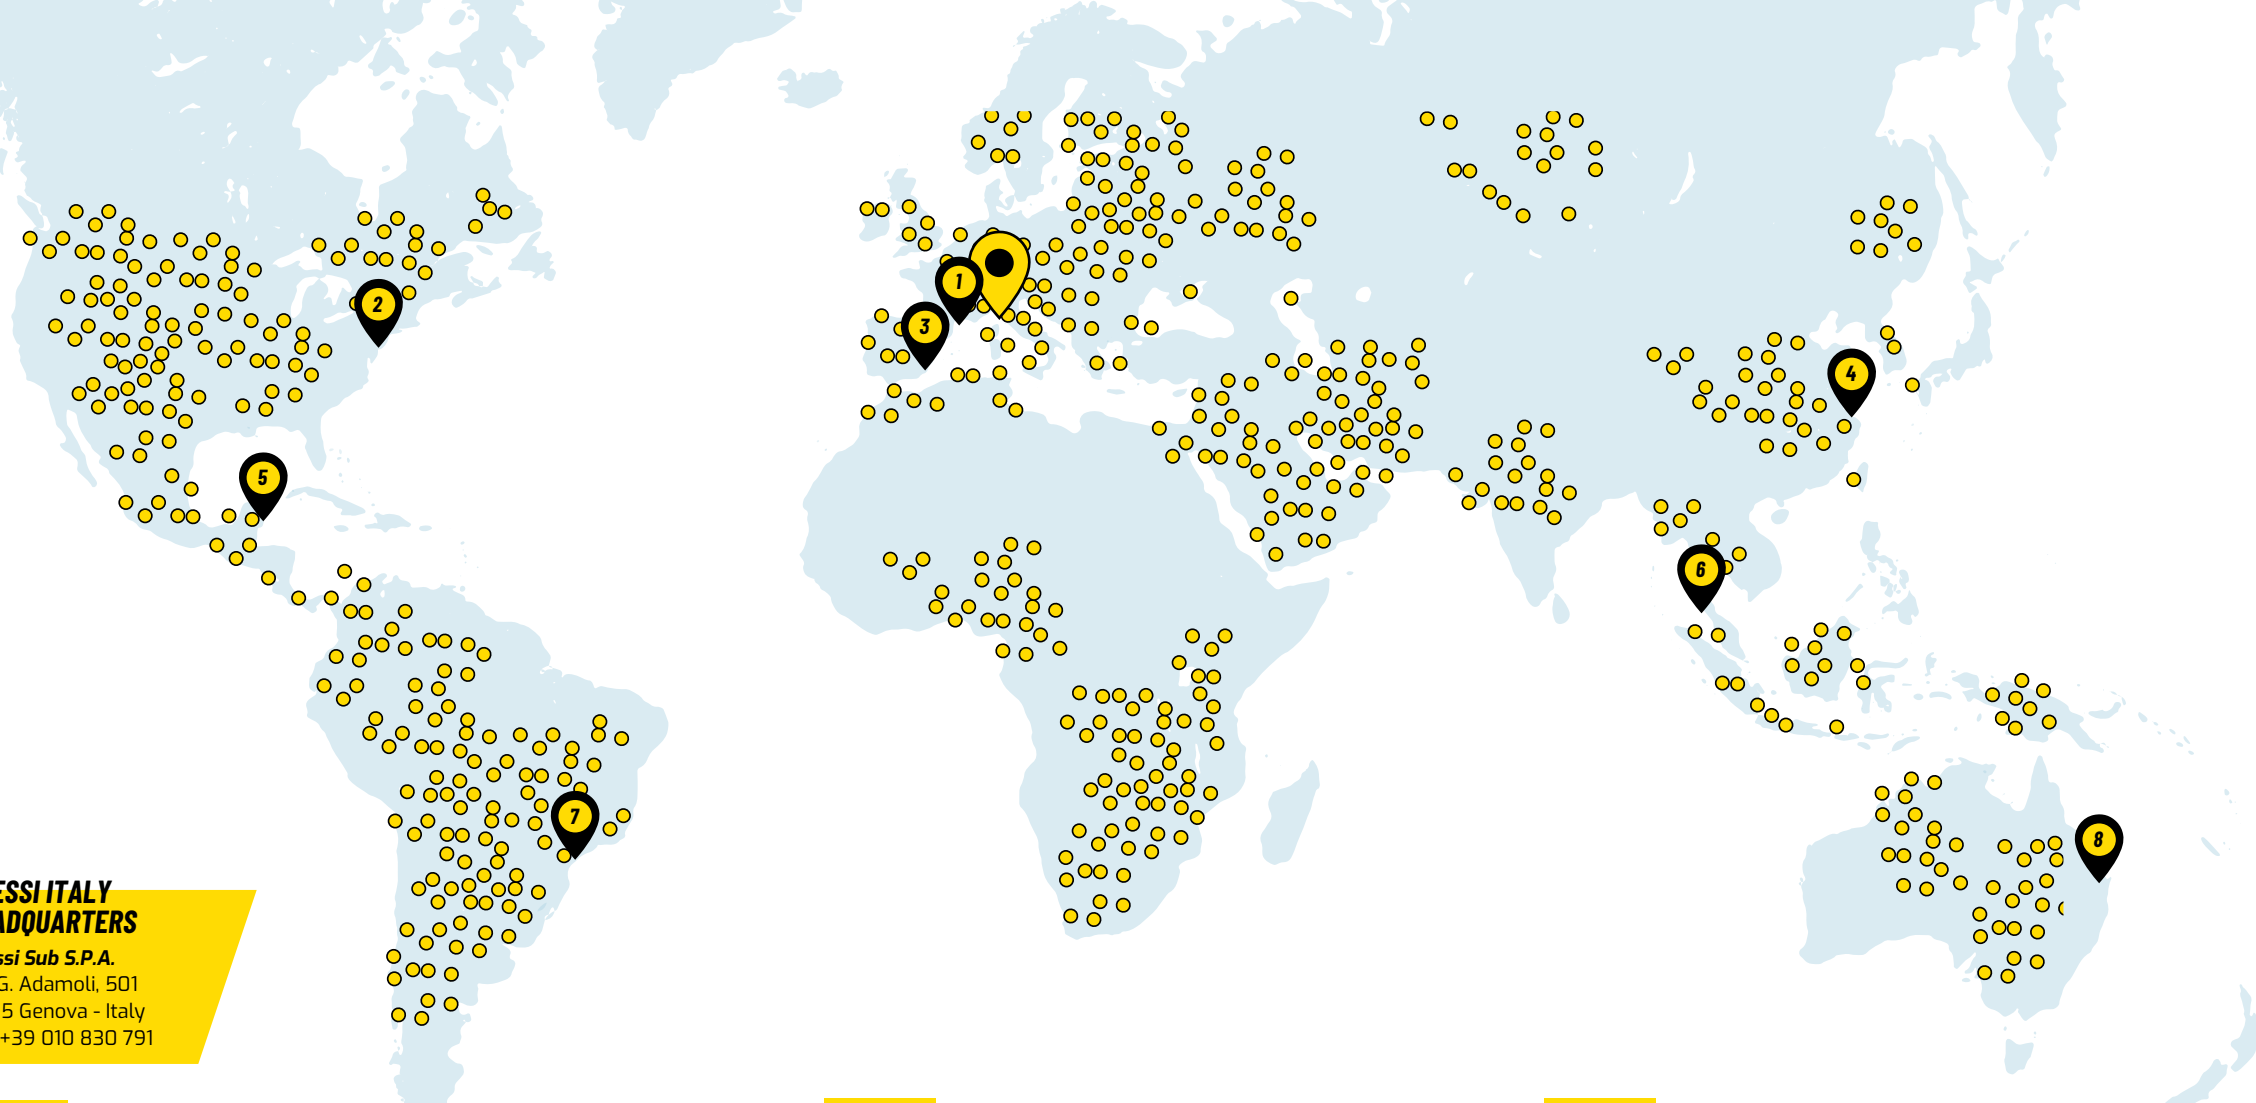 1
2
3
4
5
6
7
8
ESSI ITALY
ADQUARTERS
ssi Sub S.P.A.
G. Adamoli, 501
5 Genova - Italy
+39 010 830 791